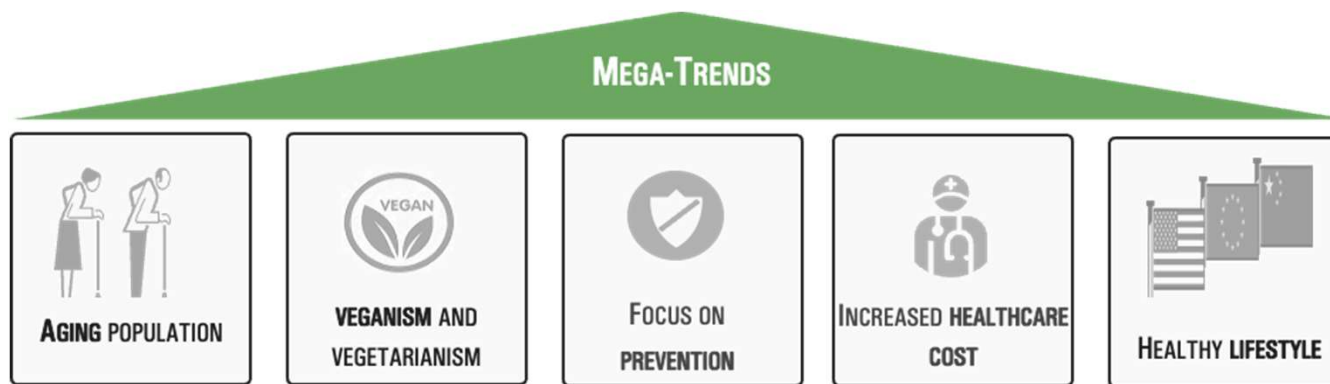 MEGA-TRENDS
AGING POPULATION
VEGAN
VEGANISM AND
VEGETARIANISM
FOCUS ON
PREVENTION
INCREASED HEALTHCARE
COST
HEALTHY LIFESTYLE